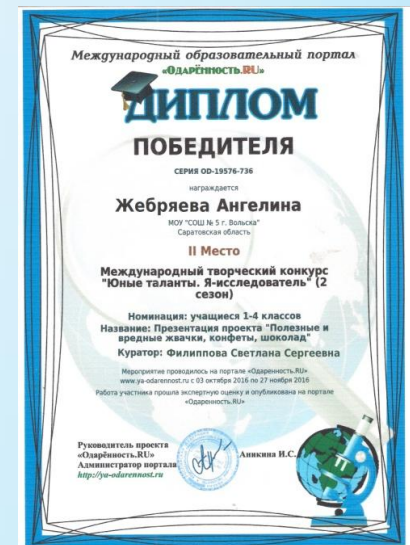 Международный образовательный портал
«ОДАРЁННОСТЬ.RU»
ДИПЛОМ
ПОБЕДИТЕЛЯ
СЕРИЯ OD-19576-736
награждается
Жебряева Ангелина
МОУ "СОШ № 5 г. Вольска"
Саратовская область
II Место
Международный творческий конкурс
"Юные таланты. Я-исследователь" (2
сезон)
Номинация: учащиеся 1-4 классов
Название: Презентация проекта "Полезные и
вредные жвачки, конфеты, шоколад"
Куратор: Филиппова Светлана Сергеевна
Мероприятие проводилось на портале «Одаренность.RU»
www.ya-odarennost.ru с 03 октября 2016 по 27 ноября 2016
Работа участника прошла экспертную оценку и опубликована на портале
«Одаренность.RU»
Руководитель проекта
«Одарённость.RU»
Администратор портала
http://ya-odarennost.ru
Аникина И.С.